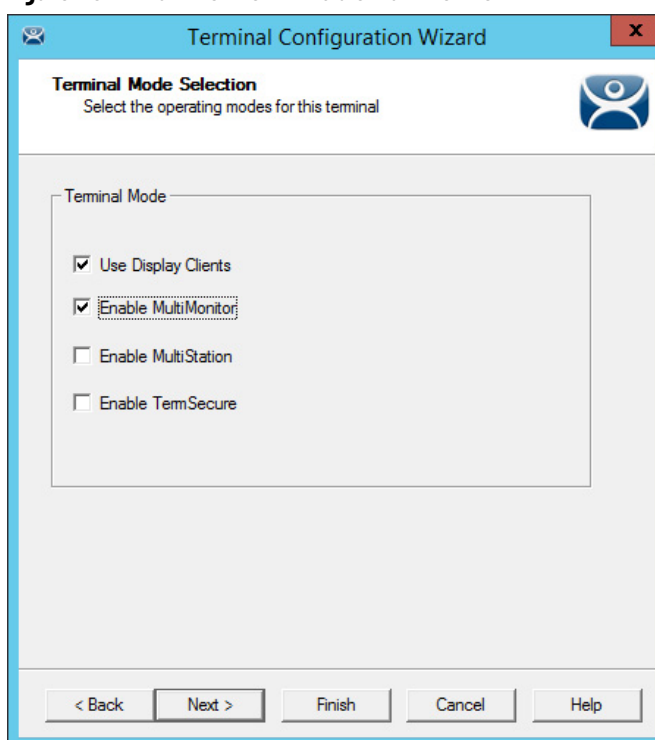 Terminal Configuration Wizard
x
Terminal Mode Selection
Select the operating modes for this terminal
Terminal Mode
Use Display Clients
Enable MultiMonitor
Enable MultiStation
Enable TermSecure
< Back Next > Finish Cancel Help